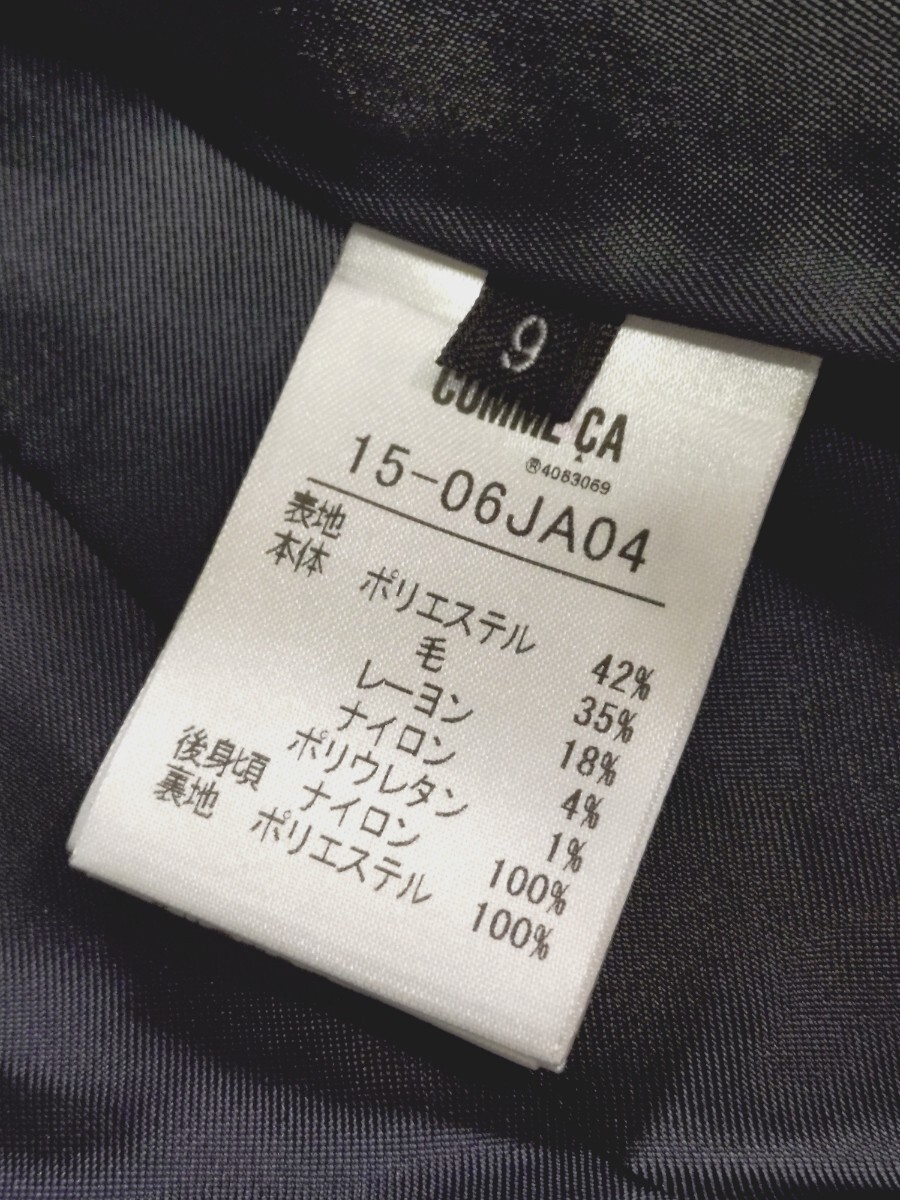 9
COMME ÇA
®4083069
15-06JA04
表地
本体 ポリエステル 42%
毛 35%
レーヨン 18%
ナイロン 4%
ポリウレタン 1%
後身頃 ナイロン 100%
裏地 ポリエステル 100%